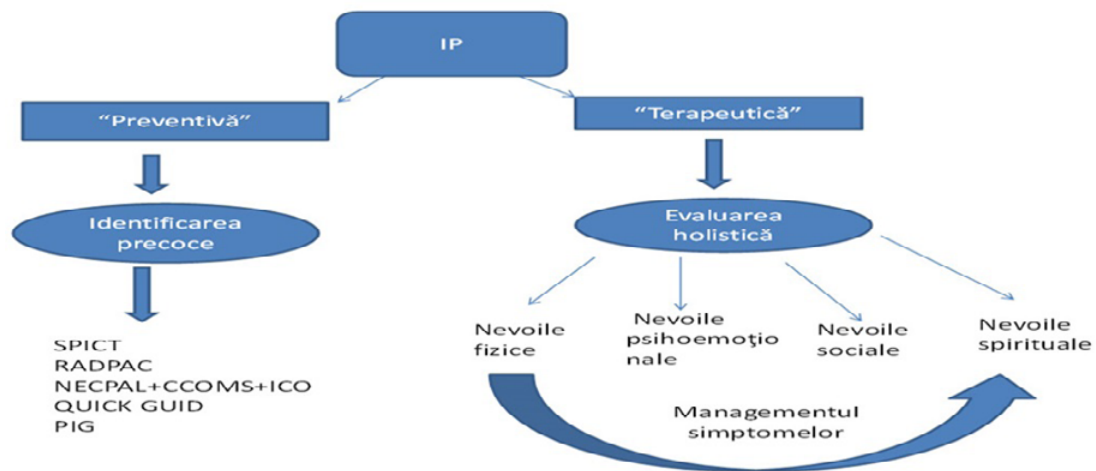 IP
“Preventivă”
“Terapeutică”
Identificarea
precoce
Evaluarea
holistică
SPICT
RADPAC
NECPAL+CCOMS+ICO
QUICK GUID
PIG
Nevoile
fizice
Nevoile
psihoemoţio
nale
Nevoile
sociale
Nevoile
spirituale
Managementul
simptomelor